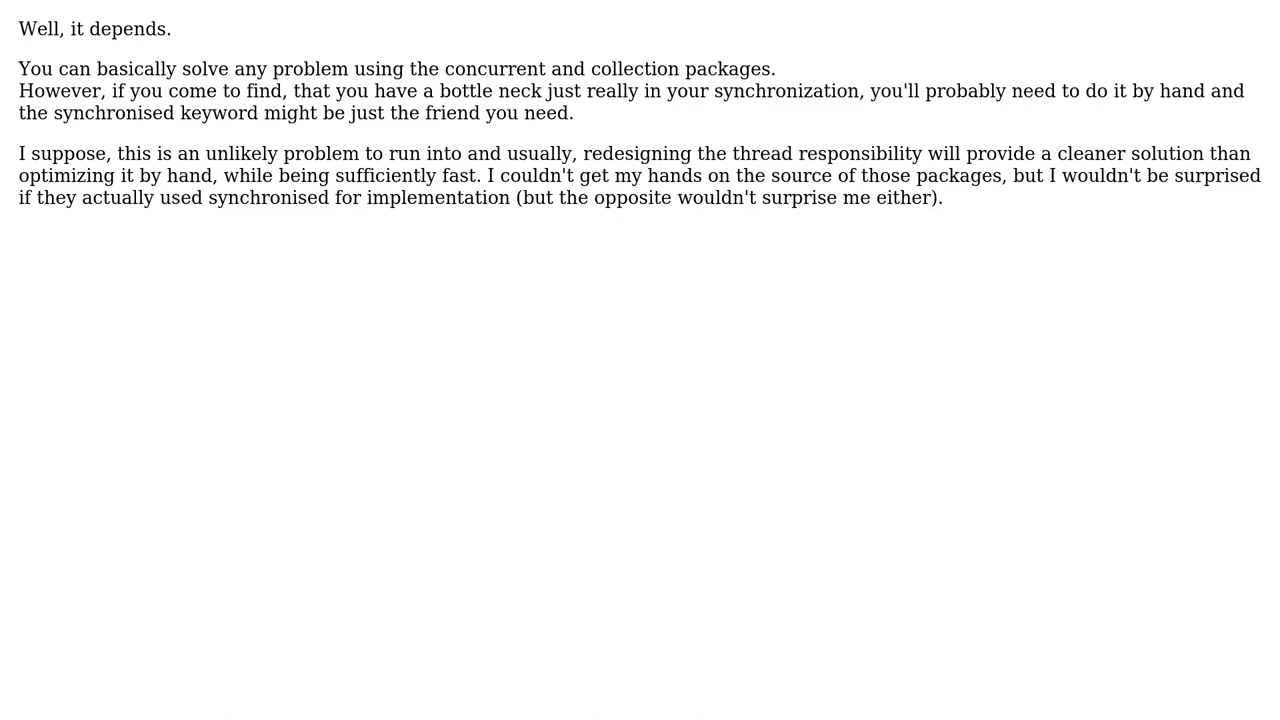 Well, it depends.
You can basically solve any problem using the concurrent and collection packages.
However, if you come to find, that you have a bottle neck just really in your synchronization, you'll probably need to do it by hand and
the synchronised keyword might be just the friend you need.
I suppose, this is an unlikely problem to run into and usually, redesigning the thread responsibility will provide a cleaner solution than
optimizing it by hand, while being sufficiently fast. I couldn't get my hands on the source of those packages, but I wouldn't be surprised
if they actually used synchronised for implementation (but the opposite wouldn't surprise me either).